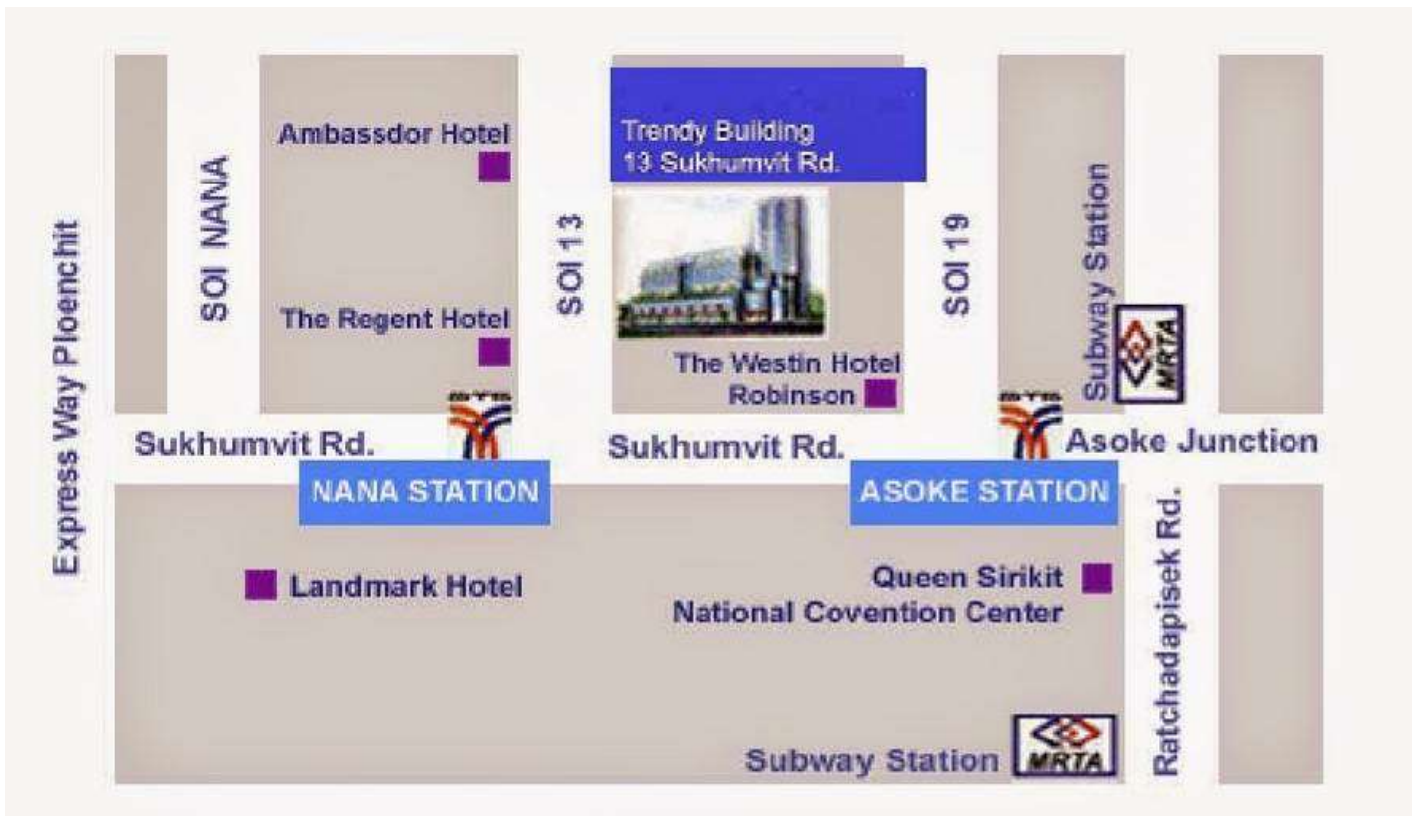 Ambassdor Hotel
Trendy Building
13 Sukhumvit Rd.
SOI NANA
SOI 13
SOI 19
Subway Station
MRTA
Express Way Ploenchit
The Regent Hotel
The Westin Hotel
Robinson
BTS
BTS
Sukhumvit Rd.
Sukhumvit Rd.
Asoke Junction
NANA STATION
ASOKE STATION
Landmark Hotel
Queen Sirikit
National Covention Center
Ratchadapisek Rd.
Subway Station
MRTA